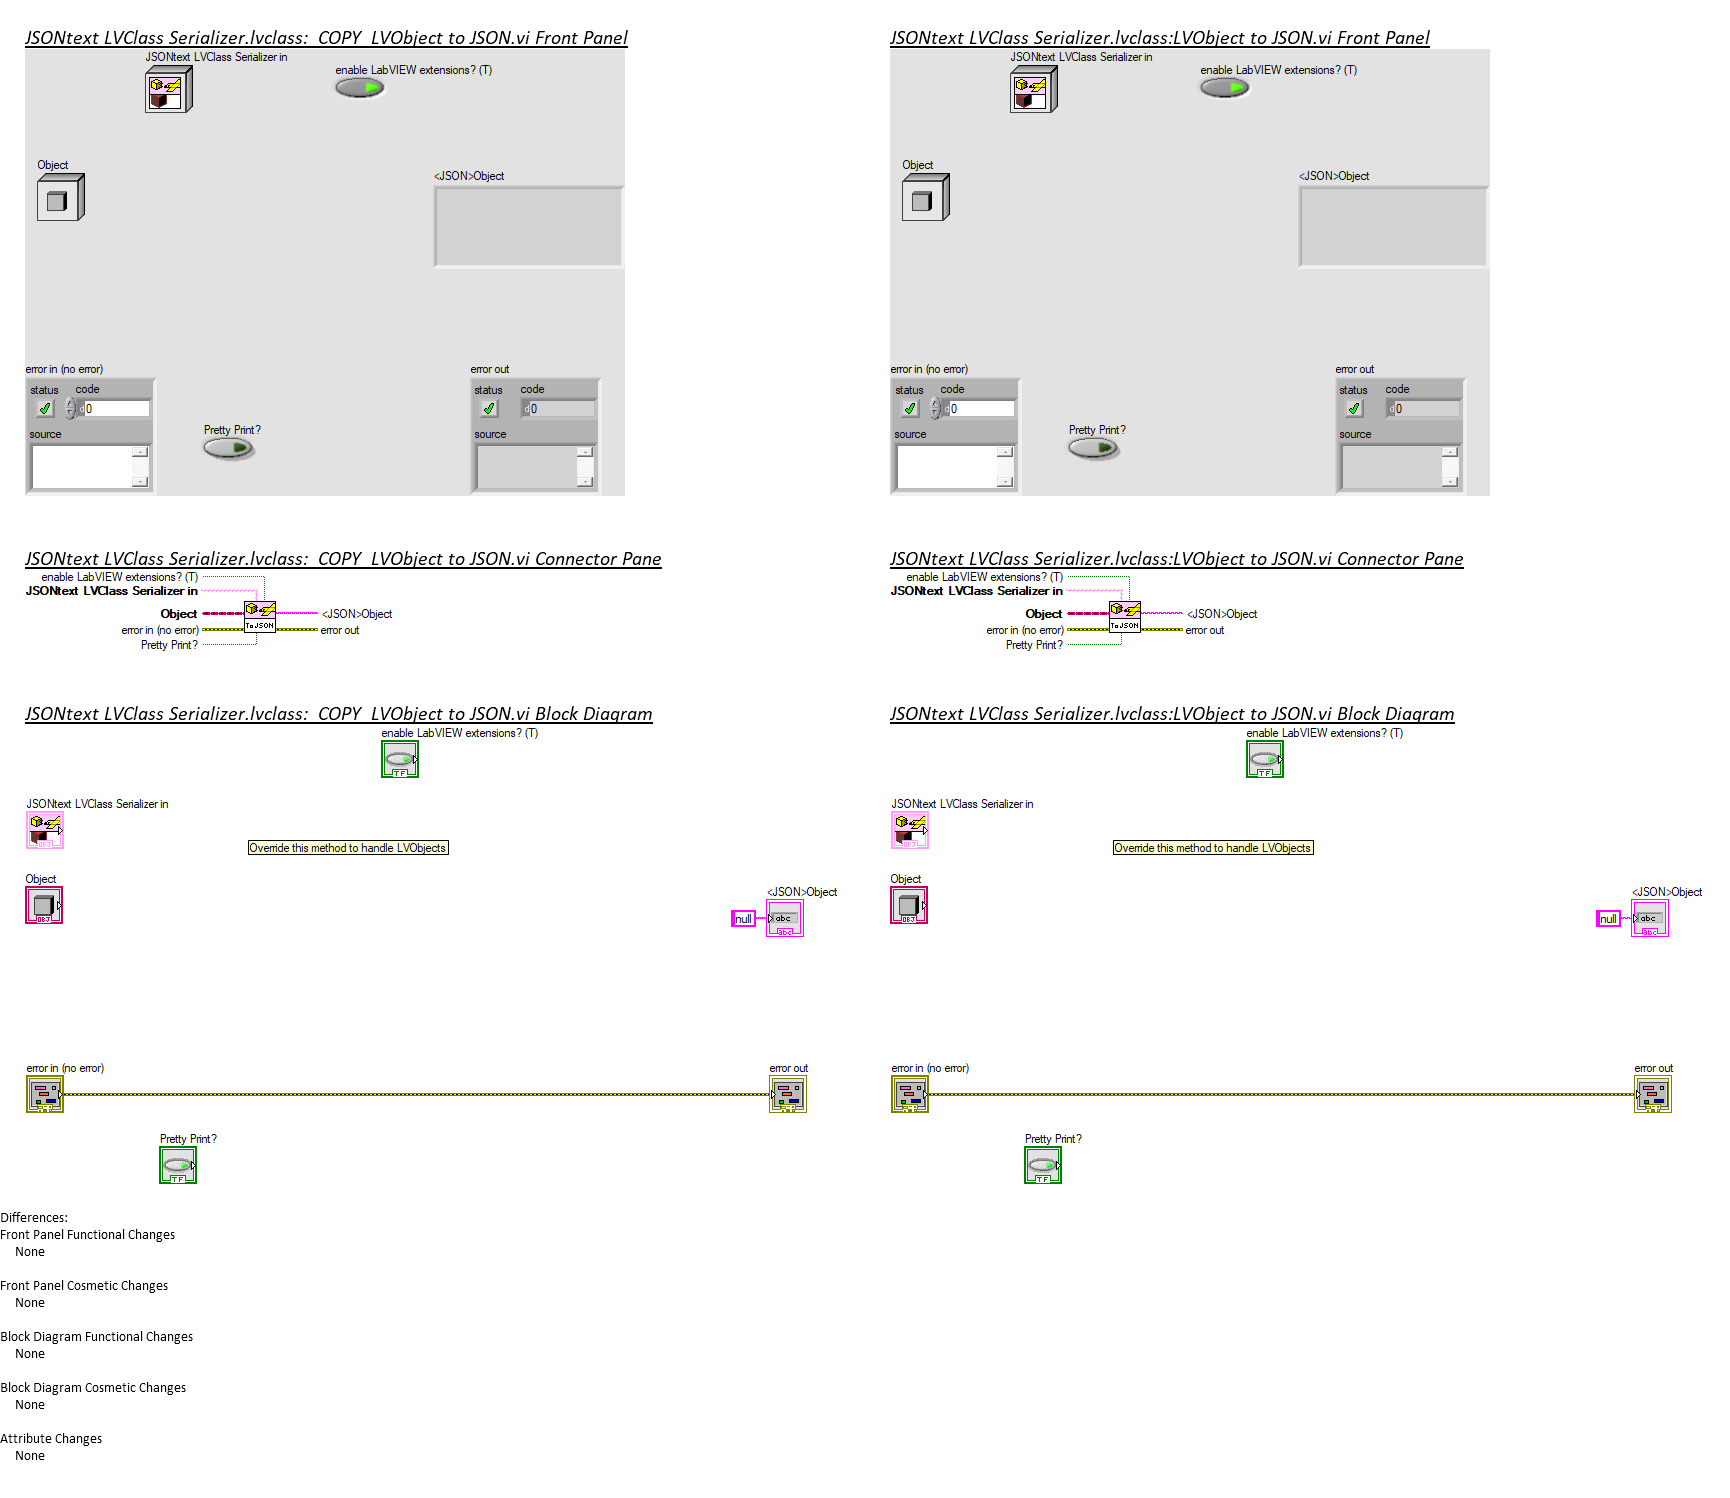 JSONtext LVClass Serializer.lvclass:  COPY  LVObject to JSON.vi Front Panel
JSONtext LVClass Serializer in
enable LabVIEW extensions? (T)
Object
<JSON>Object
error in (no error)
status code
d 0
source
Pretty Print?
error out
status code
d 0
source
JSONtext LVClass Serializer.lvclass:LVObject to JSON.vi Front Panel
JSONtext LVClass Serializer in
enable LabVIEW extensions? (T)
Object
<JSON>Object
error in (no error)
status code
d 0
source
Pretty Print?
error out
status code
d 0
source
JSONtext LVClass Serializer.lvclass:  COPY  LVObject to JSON.vi Connector Pane
enable LabVIEW extensions? (T)
JSONtext LVClass Serializer in
Object
error in (no error)
Pretty Print?
ToJSON
<JSON>Object
error out
JSONtext LVClass Serializer.lvclass:LVObject to JSON.vi Connector Pane
enable LabVIEW extensions? (T)
JSONtext LVClass Serializer in
Object
error in (no error)
Pretty Print?
ToJSON
<JSON>Object
error out
JSONtext LVClass Serializer.lvclass:  COPY  LVObject to JSON.vi Block Diagram
enable LabVIEW extensions? (T)
TF
JSONtext LVClass Serializer in
OBJ
Override this method to handle LVObjects
Object
OBJ
<JSON>Object
null
abc
abc
error in (no error)
error out
Pretty Print?
TF
JSONtext LVClass Serializer.lvclass:LVObject to JSON.vi Block Diagram
enable LabVIEW extensions? (T)
TF
JSONtext LVClass Serializer in
OBJ
Override this method to handle LVObjects
Object
OBJ
<JSON>Object
null
abc
abc
error in (no error)
error out
Pretty Print?
TF
Differences:
Front Panel Functional Changes
None
Front Panel Cosmetic Changes
None
Block Diagram Functional Changes
None
Block Diagram Cosmetic Changes
None
Attribute Changes
None